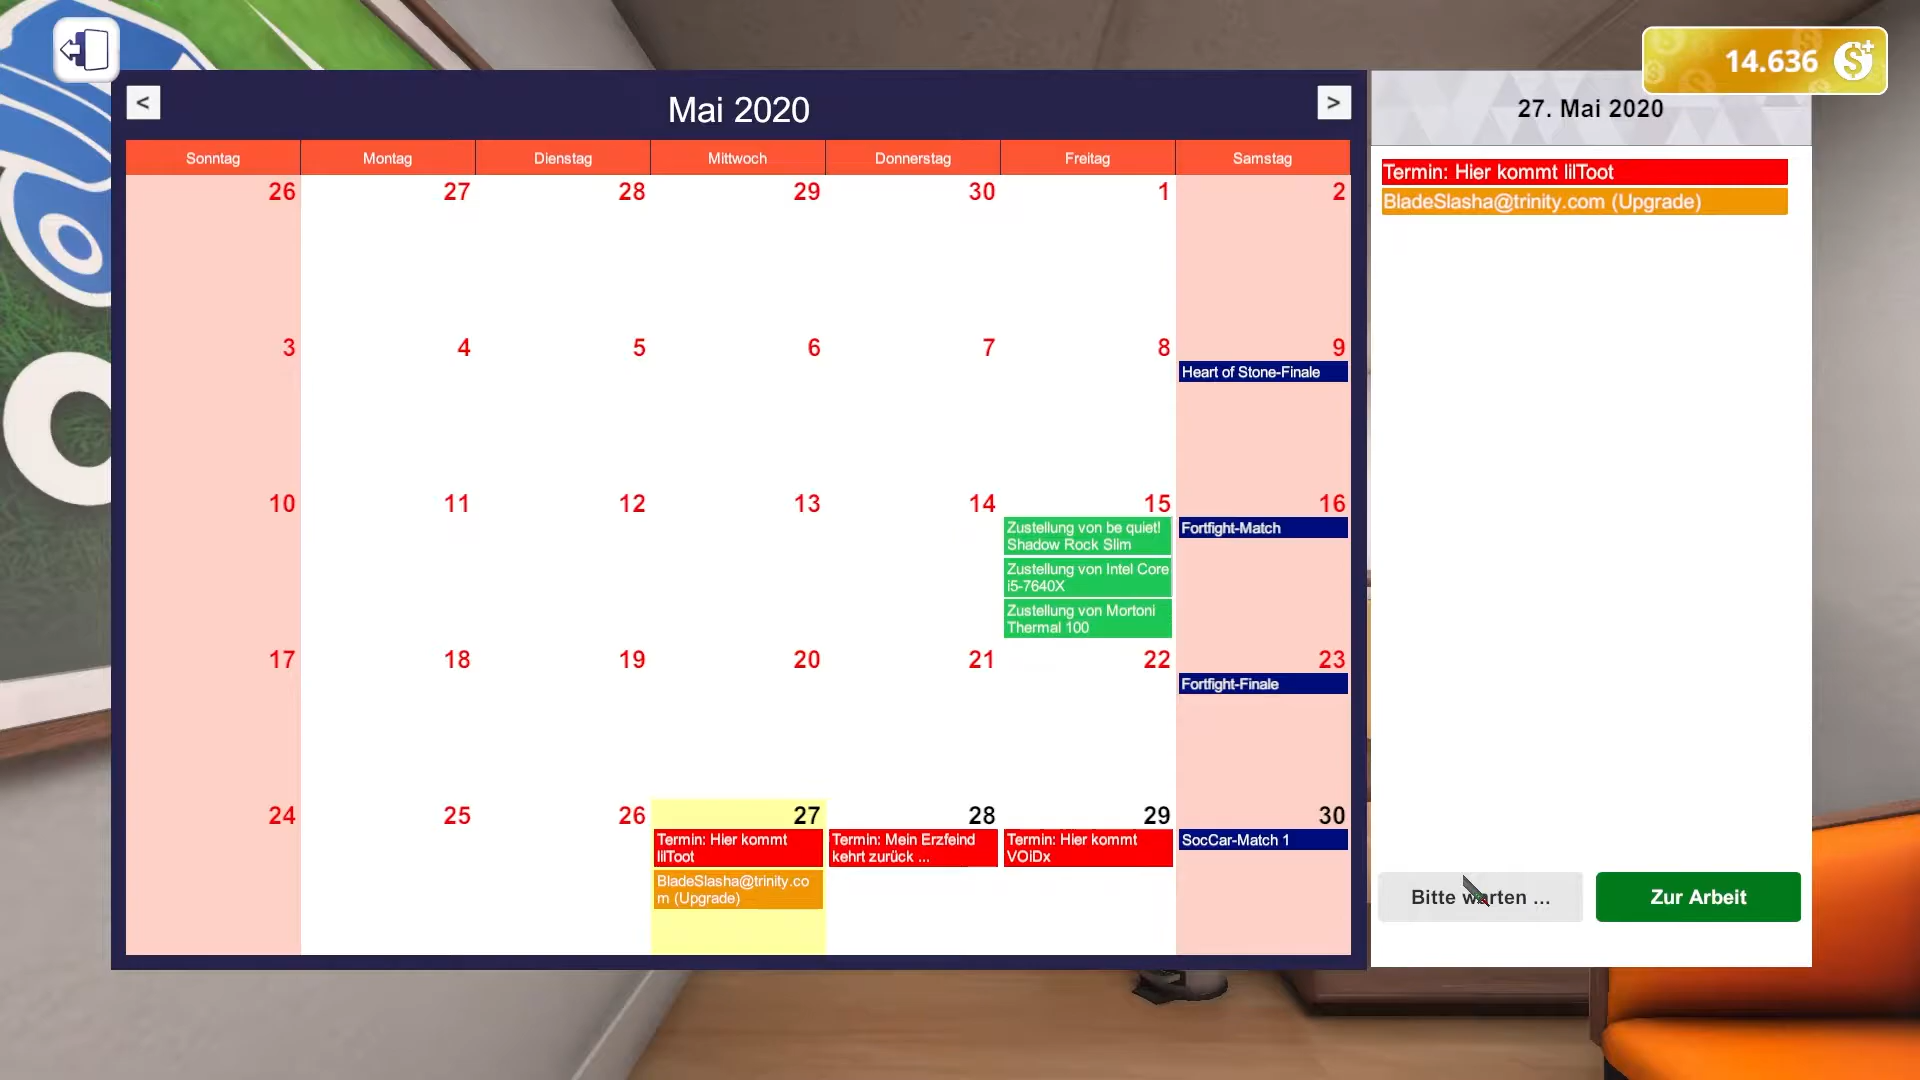 14.636
<
Mai 2020
>
27. Mai 2020
Sonntag
Montag
Dienstag
Mittwoch
Donnerstag
Freitag
Samstag
26
27
28
29
30
1
2
3
4
5
6
7
8
9
Heart of Stone-Finale
10
11
12
13
14
15
Zustellung von be quiet!
Shadow Rock Slim
Zustellung von Intel Core
i5-7640X
Zustellung von Mortoni
Thermal 100
16
Fortfight-Match
17
18
19
20
21
22
23
Fortfight-Finale
24
25
26
27
Termin: Hier kommt
lilToot
BladeSlasha@trinity.co
m (Upgrade)
28
Termin: Mein Erzfeind
kehrt zurück ...
29
Termin: Hier kommt
VOiDx
30
SocCar-Match 1
Termin: Hier kommt lilToot
BladeSlasha@trinity.com (Upgrade)
Bitte warten ...
Zur Arbeit